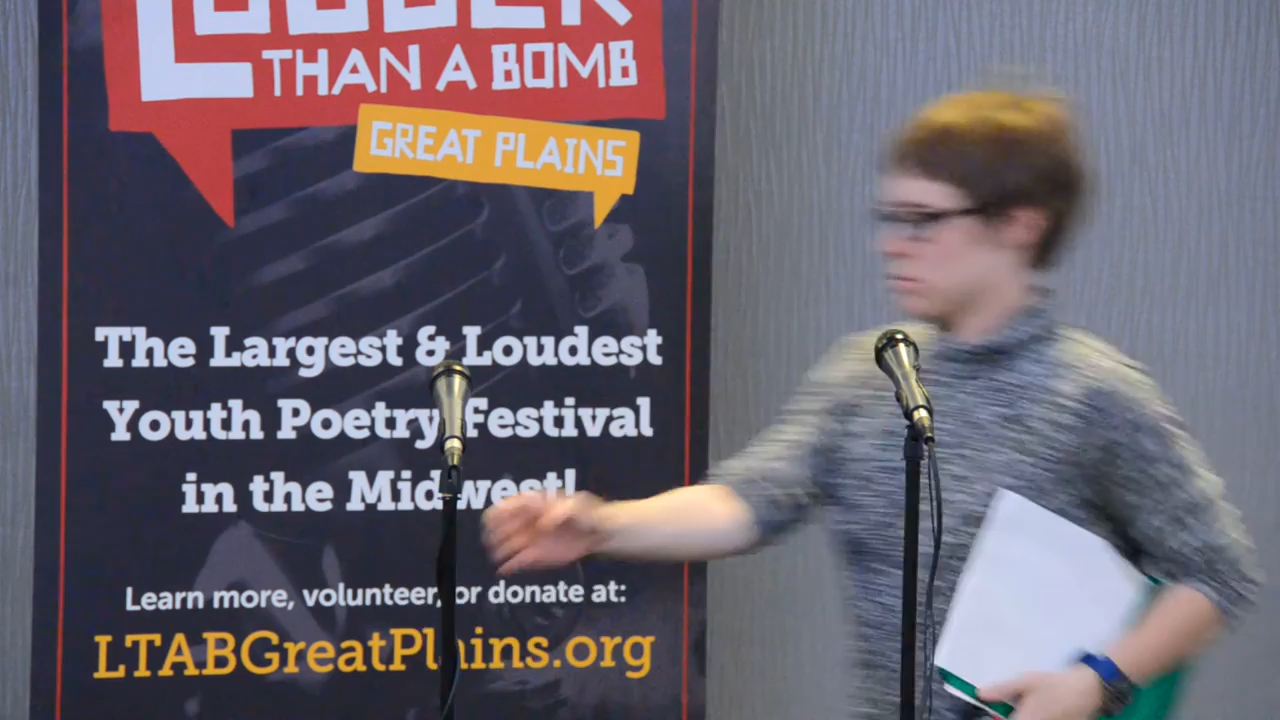 LOUDER
THAN A BOMB
GREAT PLAINS
The Largest & Loudest
Youth Poetry Festival
in the Midwest!
Learn more, volunteer, or donate at:
LTABGreatPlains.org